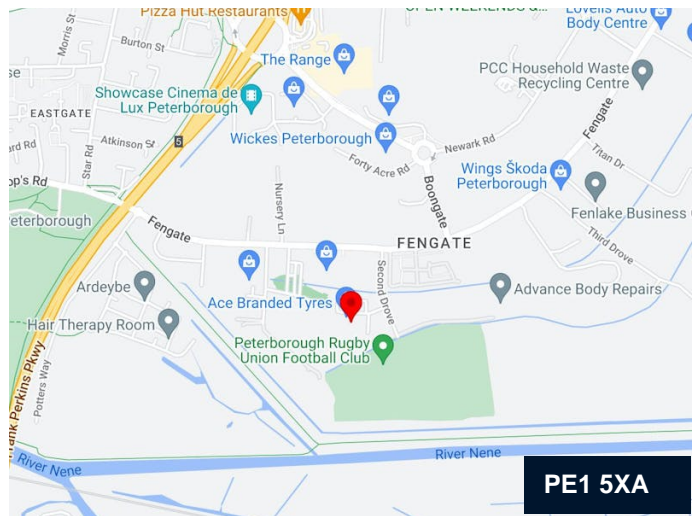 Pizza Hut Restaurants
OPEN WEEKENDS &...
Lovells Auto
Body Centre
Morris St
Burton St
The Range
PCC Household Waste
Recycling Centre
Showcase Cinema de
Lux Peterborough
EASTGATE
Star Rd
Atkinson St
5
Wickes Peterborough
Newark Rd
Fengate
Forty Acre Rd
Titan Dr
Wings Škoda
Peterborough
Boongate
Nursery Ln
Fenlake Business
Peterborough
Fengate
FENGATE
Third Drove
Second Drove
Ardeybe
Ace Branded Tyres
Advance Body Repairs
Hair Therapy Room
Peterborough Rugby
Union Football Club
Potters Way
Frank Perkins Pkwy
River Nene
River Nene
PE1 5XA